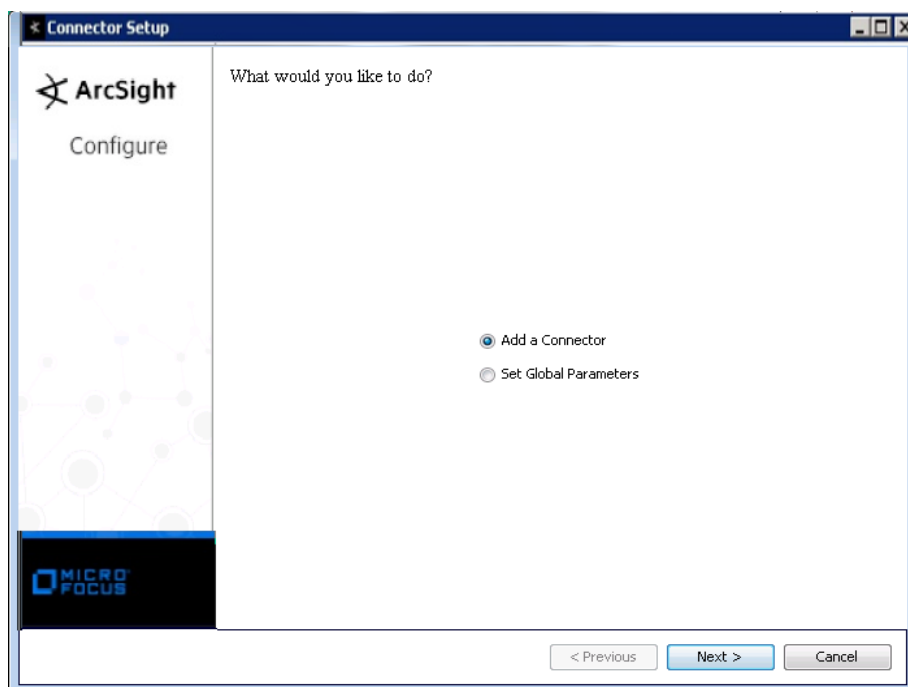 Connector Setup
ArcSight
Configure
What would you like to do?
Add a Connector
Set Global Parameters
MICRO
FOCUS
< Previous
Next >
Cancel